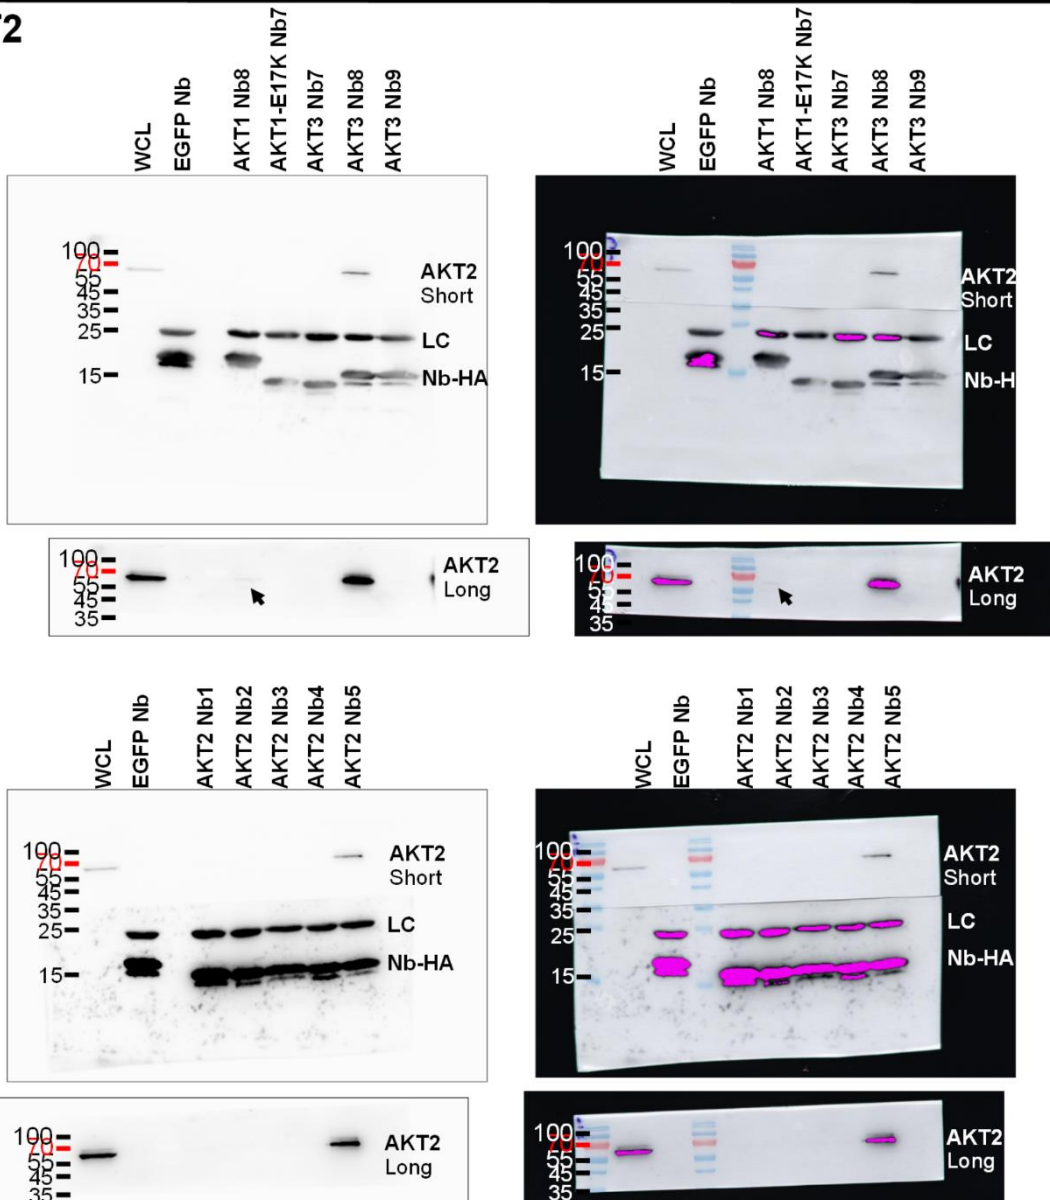 T2
WCL
EGFP Nb
AKT1 Nb8
AKT1-E17K Nb7
AKT3 Nb7
AKT3 Nb8
AKT3 Nb9
WCL
EGFP Nb
AKT1 Nb8
AKT1-E17K Nb7
AKT3 Nb7
AKT3 Nb8
AKT3 Nb9
100
70
55
45
35
25
15
AKT2
Short
LC
Nb-HA
100
70
55
45
35
25
15
AKT2
Short
LC
Nb-H
100
70
55
45
35
AKT2
Long
100
70
55
45
35
AKT2
Long
WCL
EGFP Nb
AKT2 Nb1
AKT2 Nb2
AKT2 Nb3
AKT2 Nb4
AKT2 Nb5
WCL
EGFP Nb
AKT2 Nb1
AKT2 Nb2
AKT2 Nb3
AKT2 Nb4
AKT2 Nb5
100
70
55
45
35
25
15
AKT2
Short
LC
Nb-HA
100
70
55
45
35
25
15
AKT2
Short
LC
Nb-HA
100
70
55
45
35
AKT2
Long
100
70
55
45
35
AKT2
Long